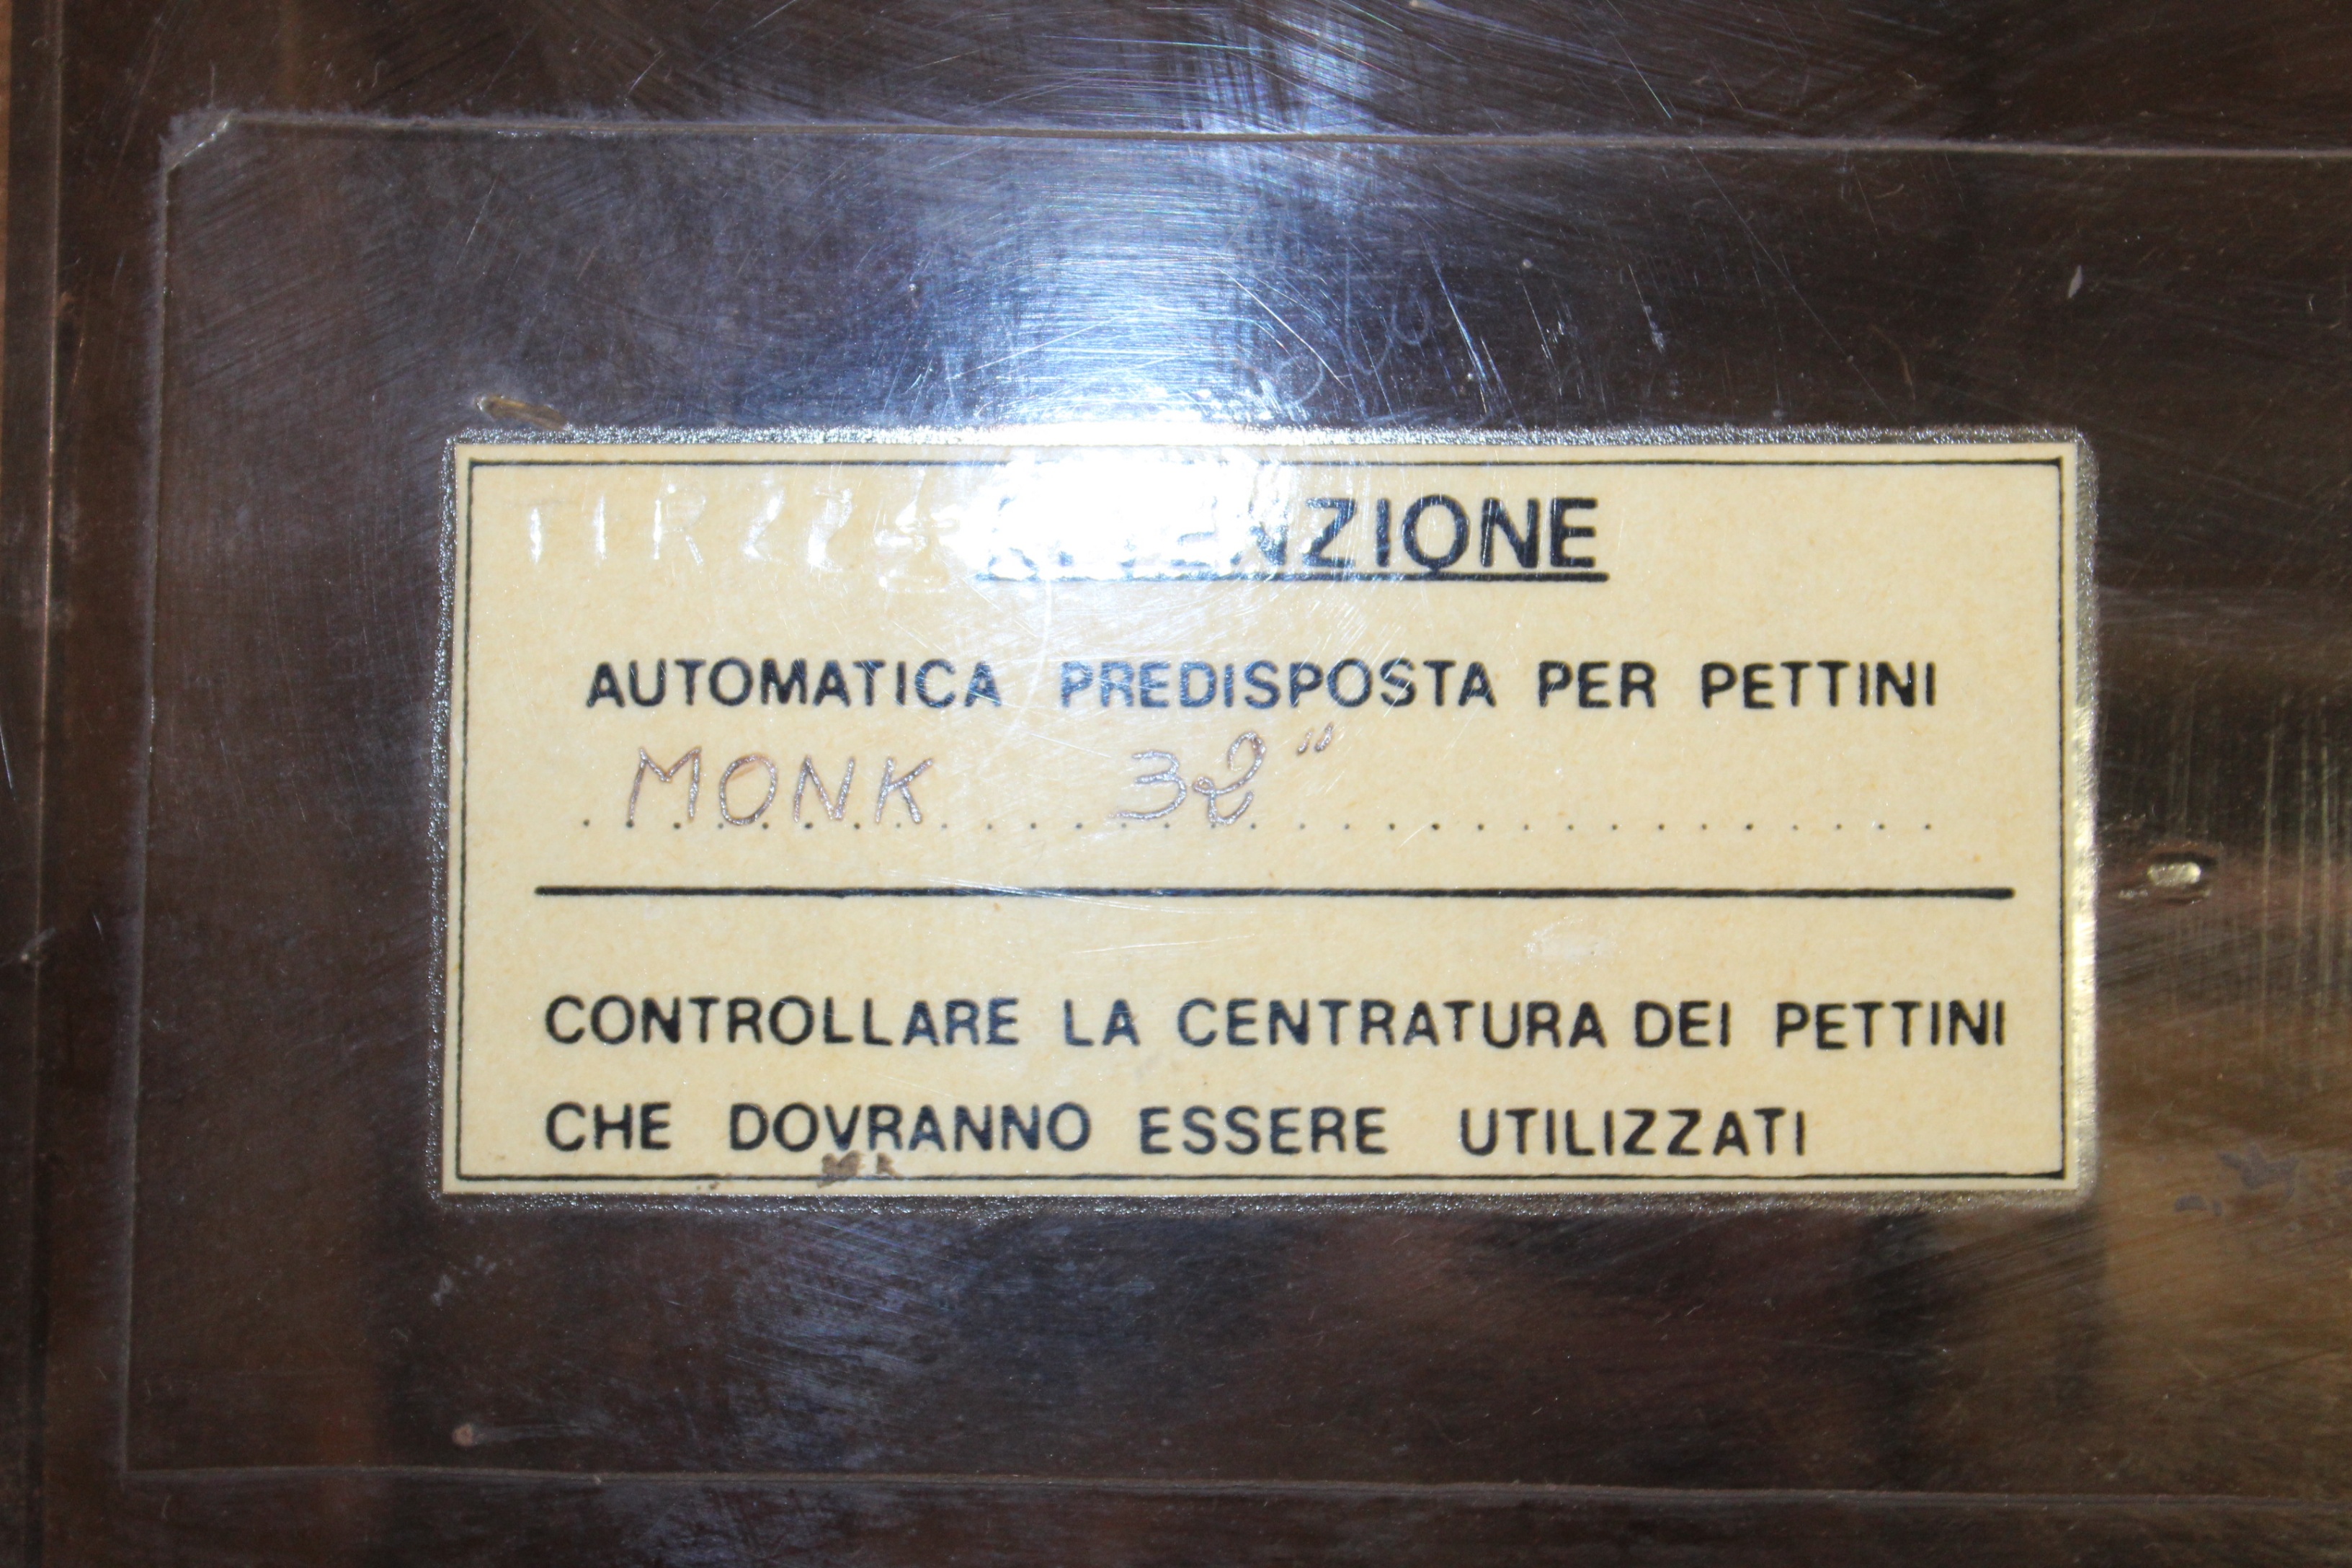 ATTENZIONE
AUTOMATICA PREDISPOSTA PER PETTINI
MONK 32"
CONTROLLARE LA CENTRATURA DEI PETTINI
CHE DOVRANNO ESSERE UTILIZZATI